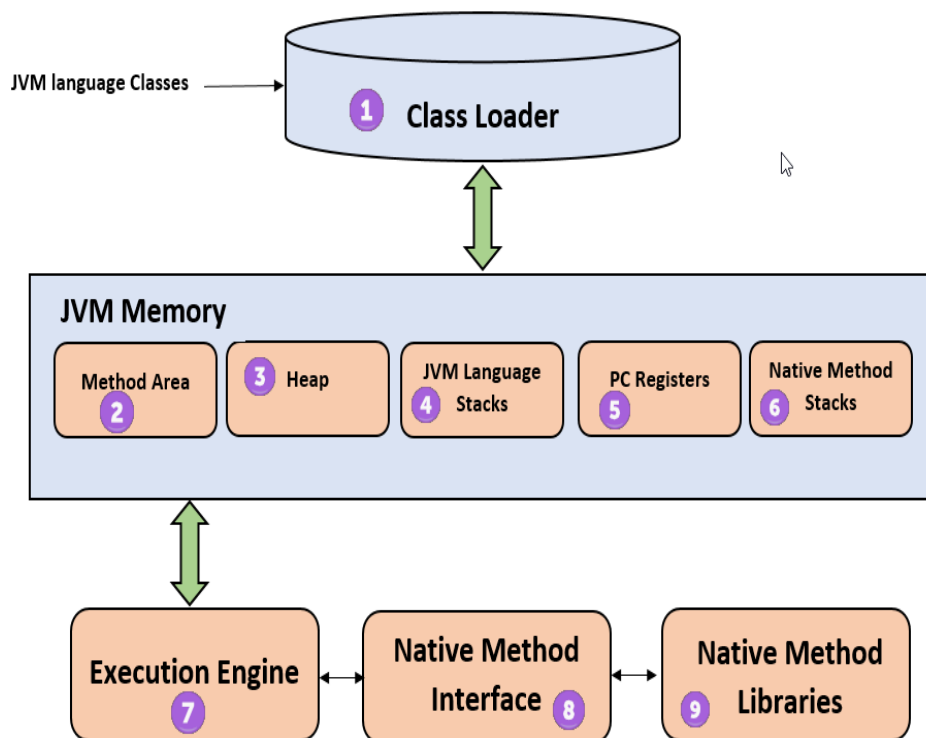 JVM language Classes
1 Class Loader
JVM Memory
Method Area
2
3 Heap
JVM Language
4 Stacks
PC Registers
5
Native Method
6 Stacks
Execution Engine
7
Native Method
Interface 8
Native Method
9 Libraries